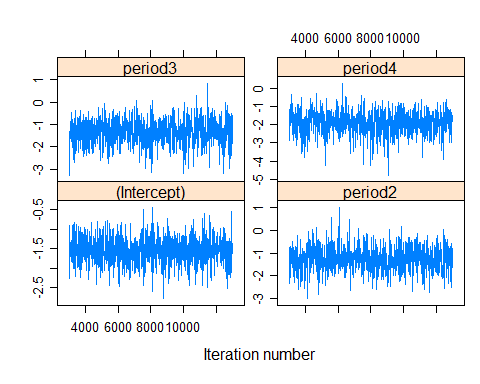 4000 6000 8000 10000
period3
period4
1
0
-1
-2
-3
0
-1
-2
-3
-4
-5
(Intercept)
period2
-0.5
-1.5
-2.5
1
0
-1
-2
-3
4000 6000 8000 10000
Iteration number